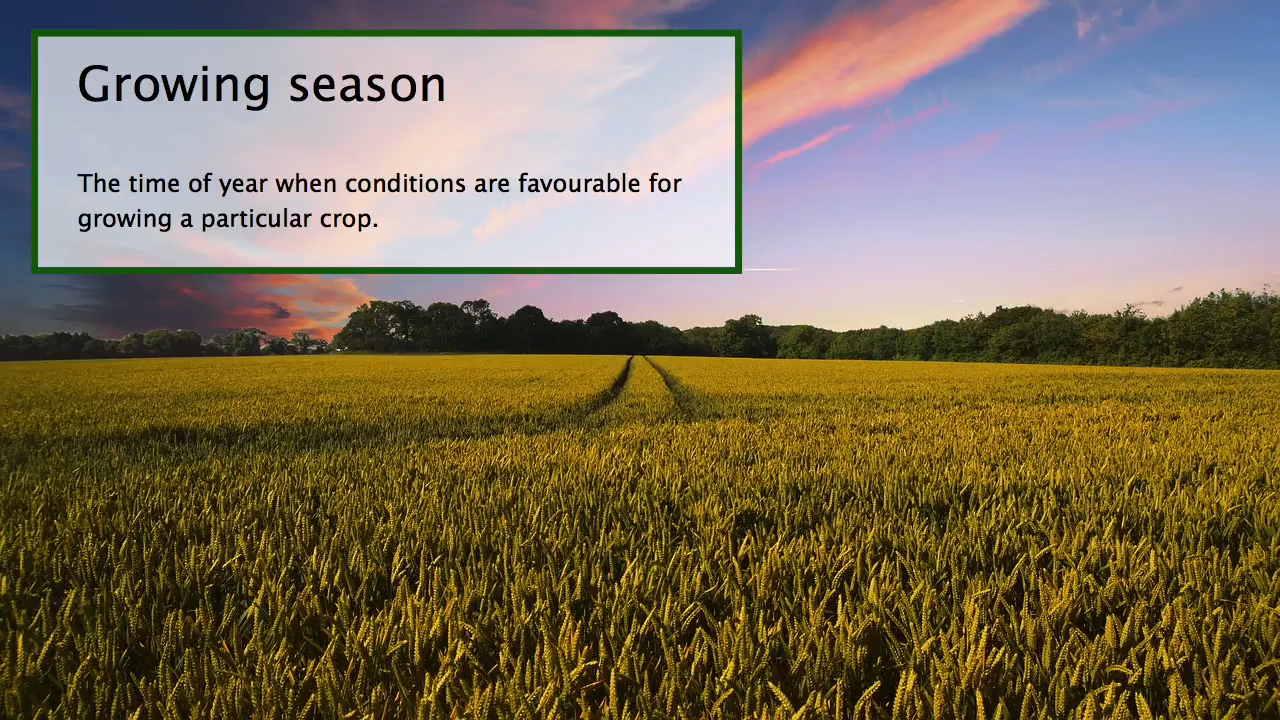 Growing season
The time of year when conditions are favourable for
growing a particular crop.